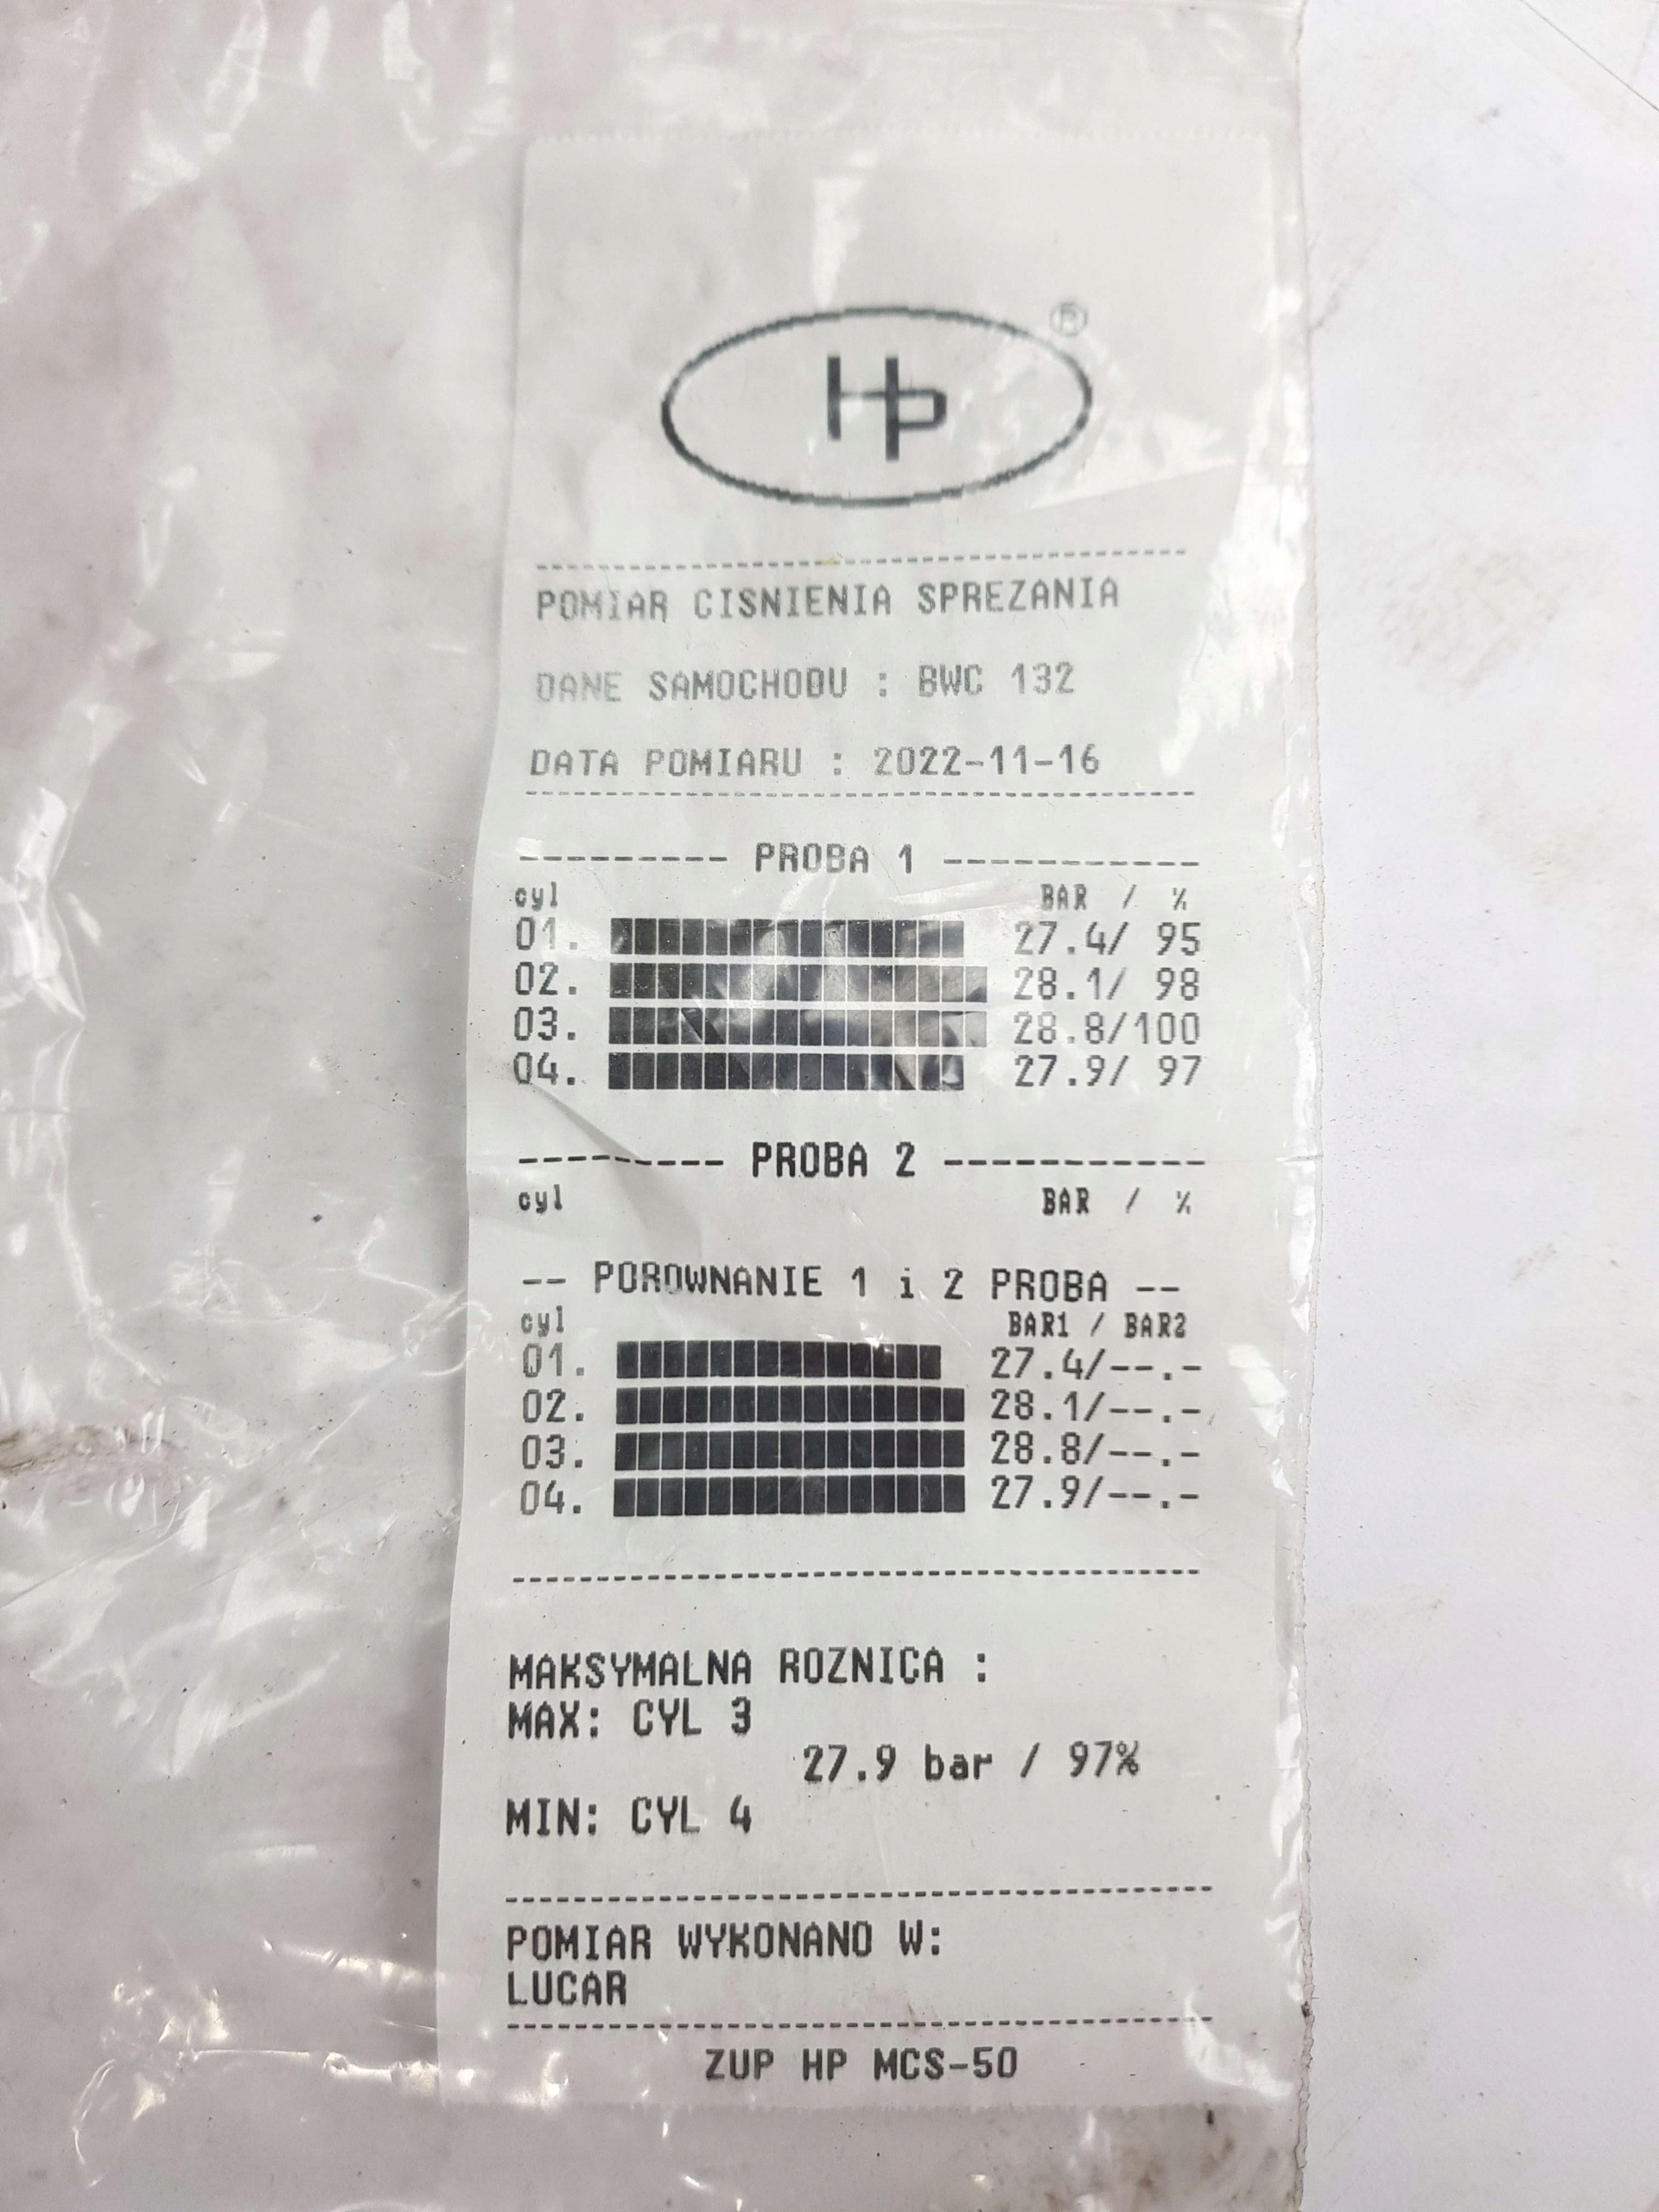 Hp ®
POMIAR CISNIENIA SPREZANIA
DANE SAMOCHODU : BWC 132
DATA POMIARU : 2022-11-16
--------- PROBA 1 -----------
cyl BAR / %
01. 27.4/ 95
02. 28.1/ 98
03. 28.8/100
04. 27.9/ 97
--------- PROBA 2 -----------
cyl BAR / %
-- POROWNANIE 1 i 2 PROBA --
cyl BAR1 / BAR2
01. 27.4/--.-
02. 28.1/--.-
03. 28.8/--.-
04. 27.9/--.-
MAKSYMALNA ROZNICA :
MAX: CYL 3
27.9 bar / 97%
MIN: CYL 4
POMIAR WYKONANO W:
LUCAR
ZUP HP MCS-50